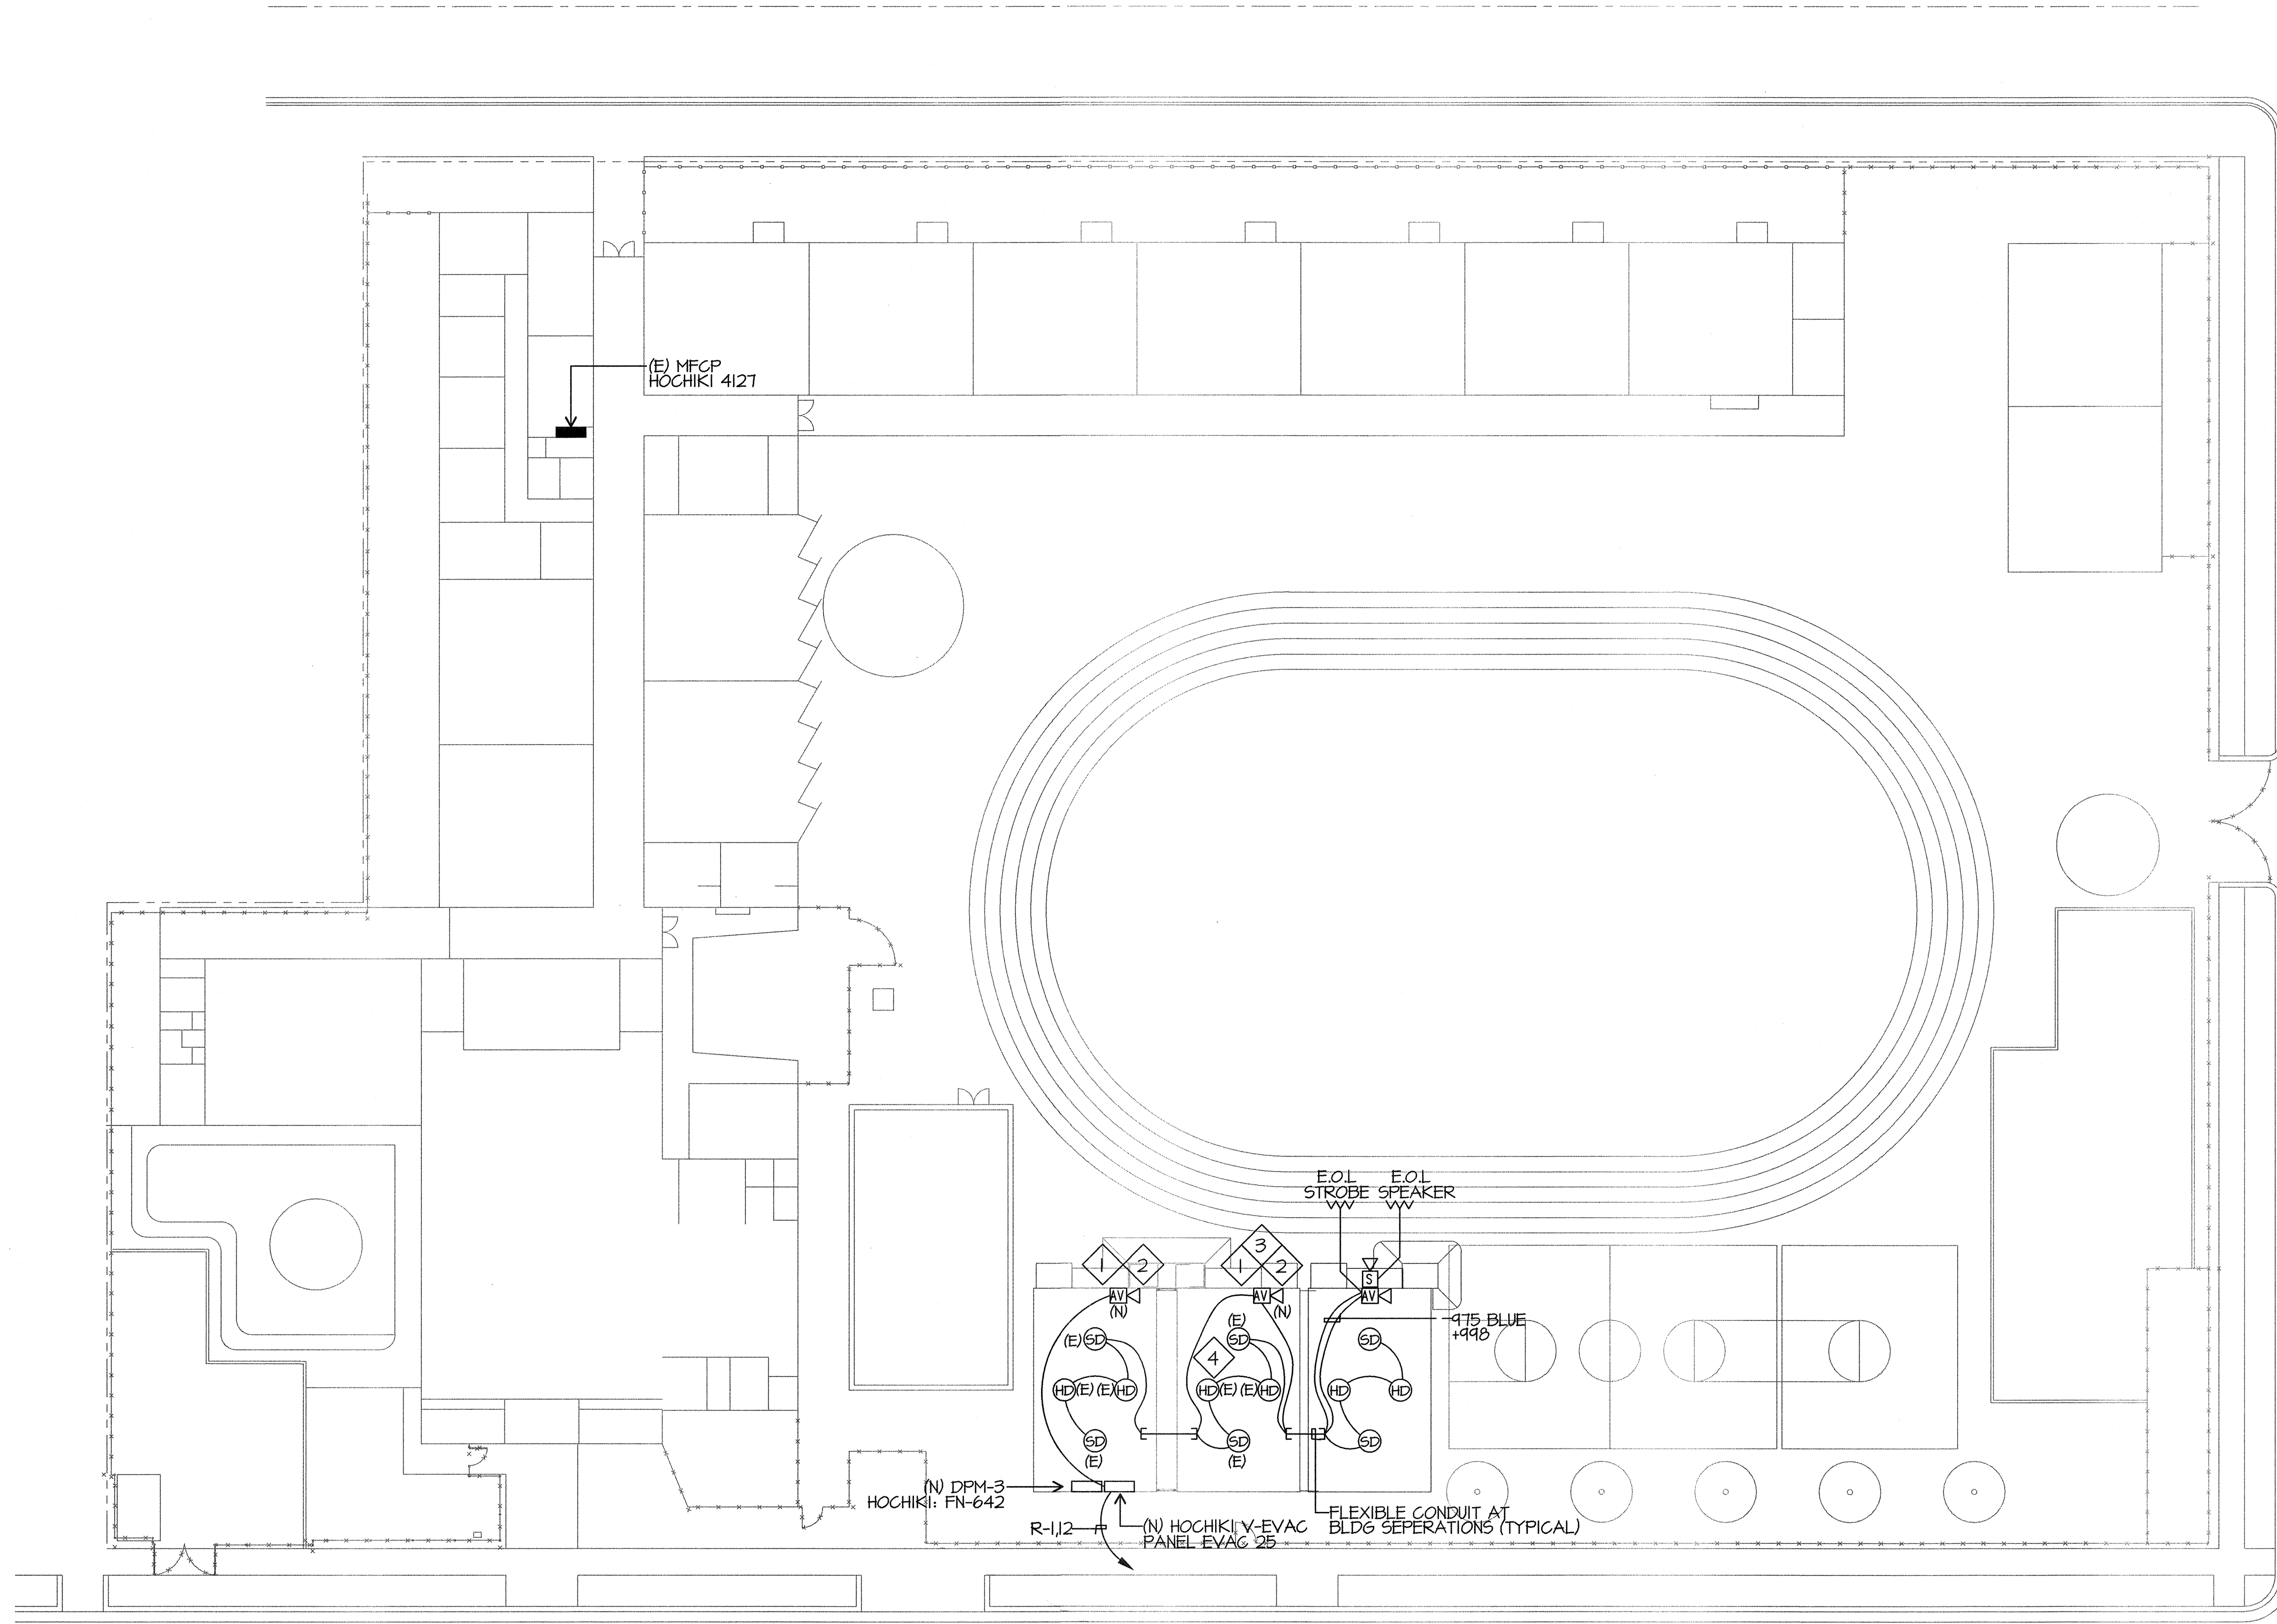 (E) MFCP
HOCHIKI 4127
E.O.L E.O.L
STROBE SPEAKER
3
1 2 1 2
S
AV AV AV
(N) (N)
975 BLUE
+998
(E)
(E) SD SD SD
4
HD (E) (E) HD HD (E) (E) HD HD HD
SD SD SD
(E) (E)
(N) DPM-3
HOCHIKI: FN-642
R-1,12
(N) HOCHIKI V-EVAC
PANEL EVAC 25
FLEXIBLE CONDUIT AT
BLDG SEPERATIONS (TYPICAL)